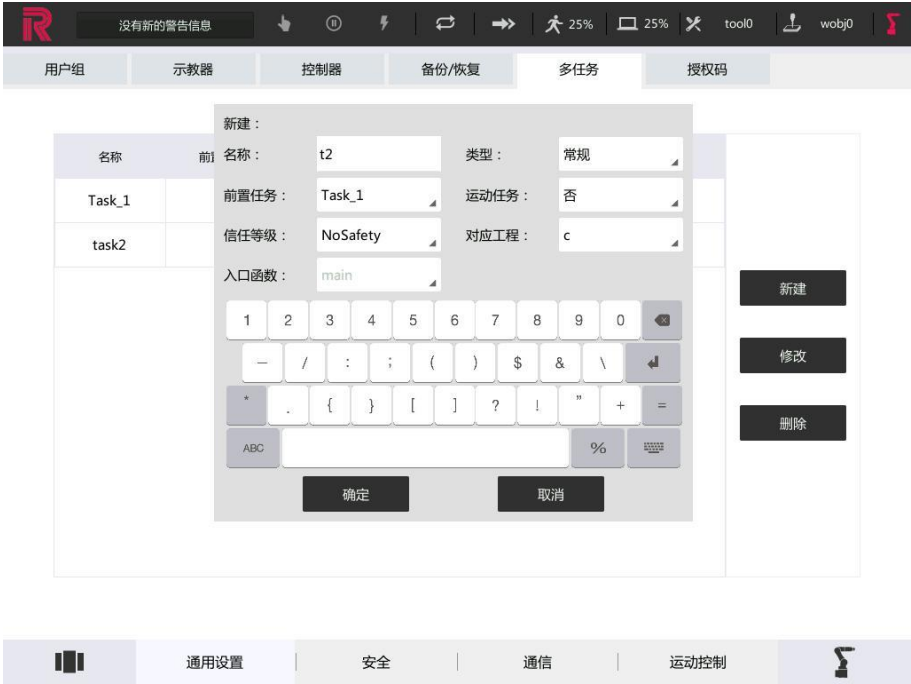 没有新的警告信息 25% 25% tool0 wobj0
用户组 示教器 控制器 备份/恢复 多任务 授权码
新建：
名称 名称： t2 类型： 常规
Task_1 前置任务： Task_1 运动任务： 否
task2 信任等级： NoSafety 对应工程： c
入口函数： main
新建
1 2 3 4 5 6 7 8 9 0
— / : ; ( ) $ & \
修改
* . { } [ ] ? ! ” + =
删除
ABC %
确定 取消
通用设置 安全 通信 运动控制